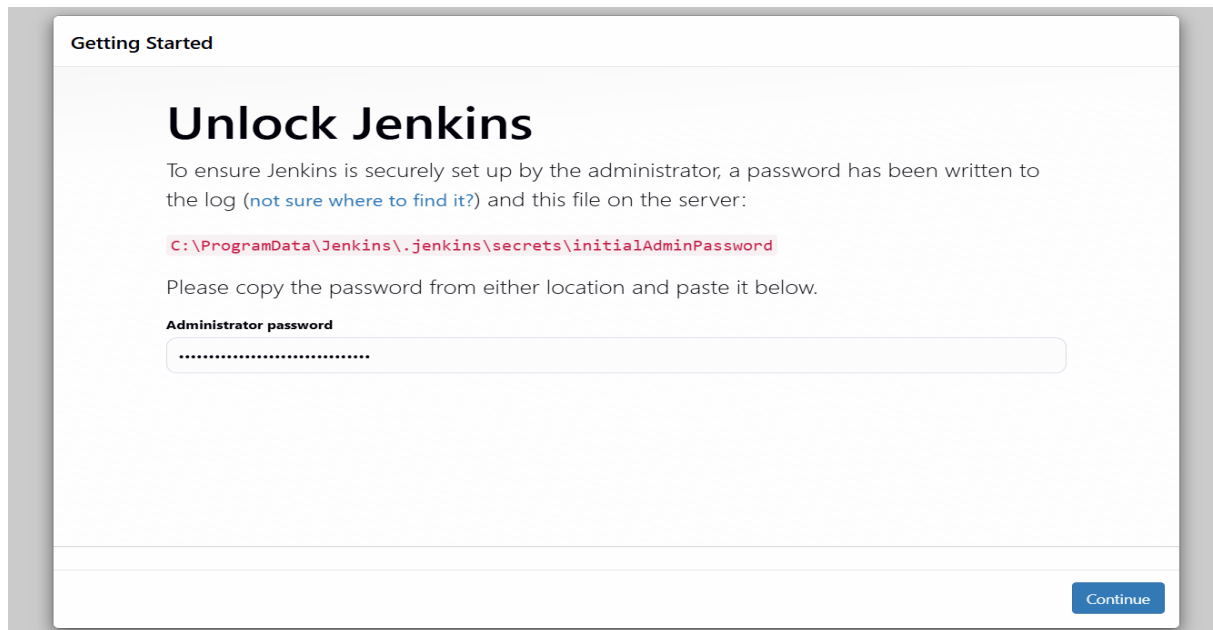 Getting Started
Unlock Jenkins
To ensure Jenkins is securely set up by the administrator, a password has been written to
the log (not sure where to find it?) and this file on the server:
C:\ProgramData\Jenkins\.jenkins\secrets\initialAdminPassword
Please copy the password from either location and paste it below.
Administrator password
••••••••••••••••••••••••••••••••
Continue